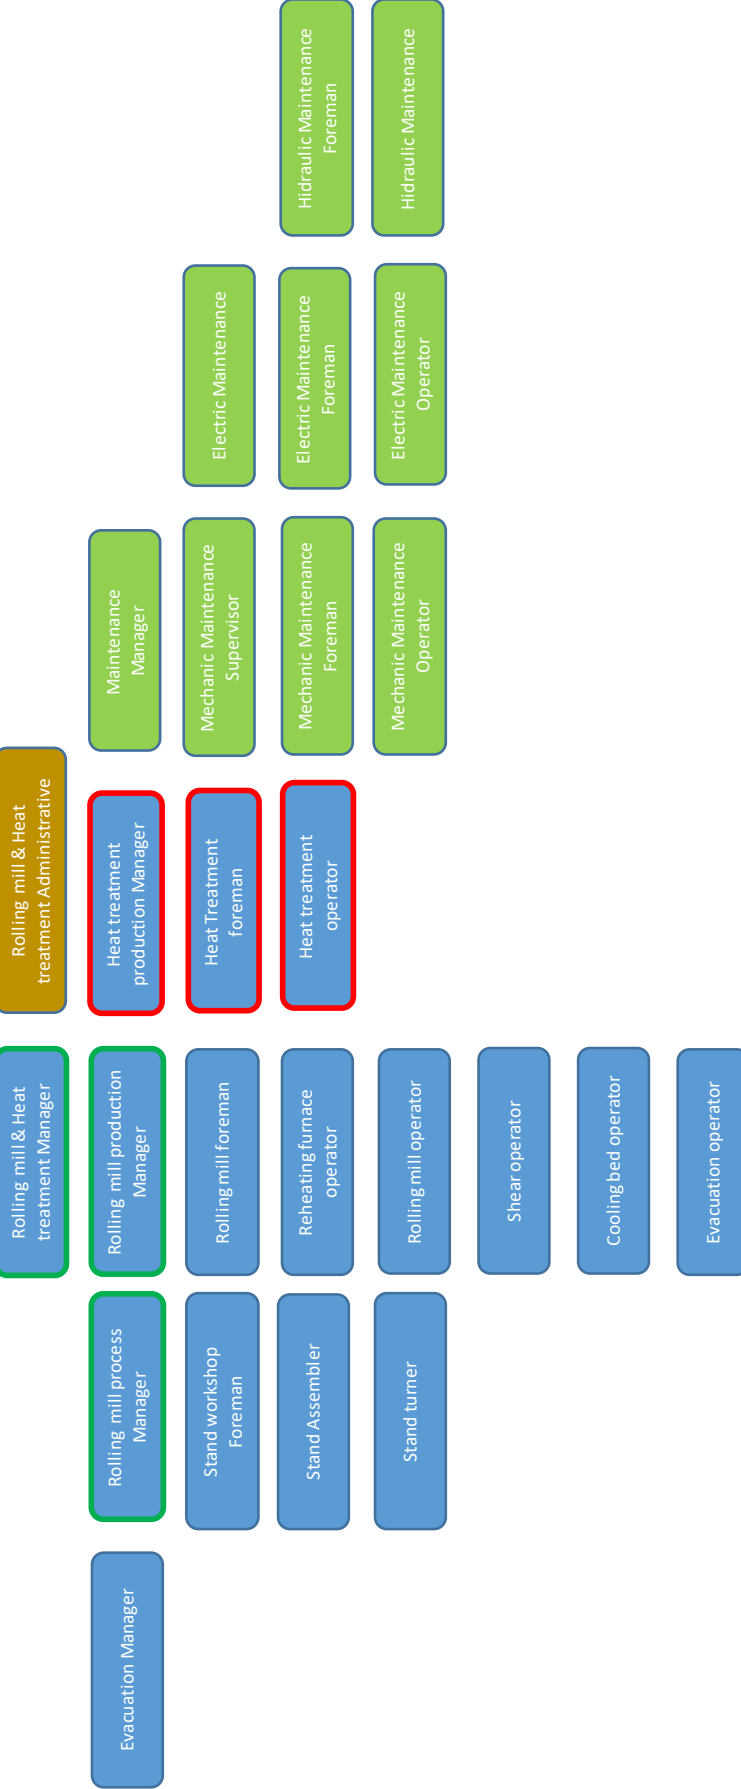 Rolling mill & Heat
treatment Manager
Rolling mill & Heat
treatment Administrative
Evacuation Manager
Rolling mill process
Manager
Rolling mill production
Manager
Heat treatment
production Manager
Maintenance
Manager
Stand workshop
Foreman
Rolling mill foreman
Heat Treatment
foreman
Mechanic Maintenance
Supervisor
Electric Maintenance
Stand Assembler
Reheating furnace
operator
Heat treatment
operator
Mechanic Maintenance
Foreman
Electric Maintenance
Foreman
Hidraulic Maintenance
Foreman
Stand turner
Rolling mill operator
Mechanic Maintenance
Operator
Electric Maintenance
Operator
Hidraulic Maintenance
Shear operator
Cooling bed operator
Evacuation operator